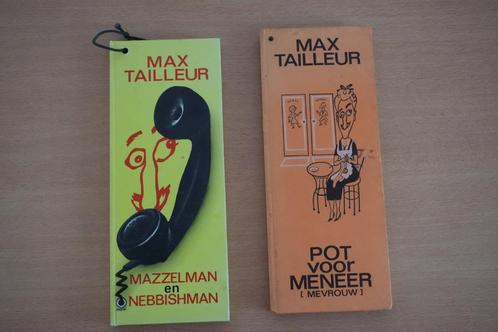 MAX
TAILLEUR
MAZZELMAN
en
NEBBISHMAN
MAX
TAILLEUR
POT
voor
MENEER
[ MEVROUW ]